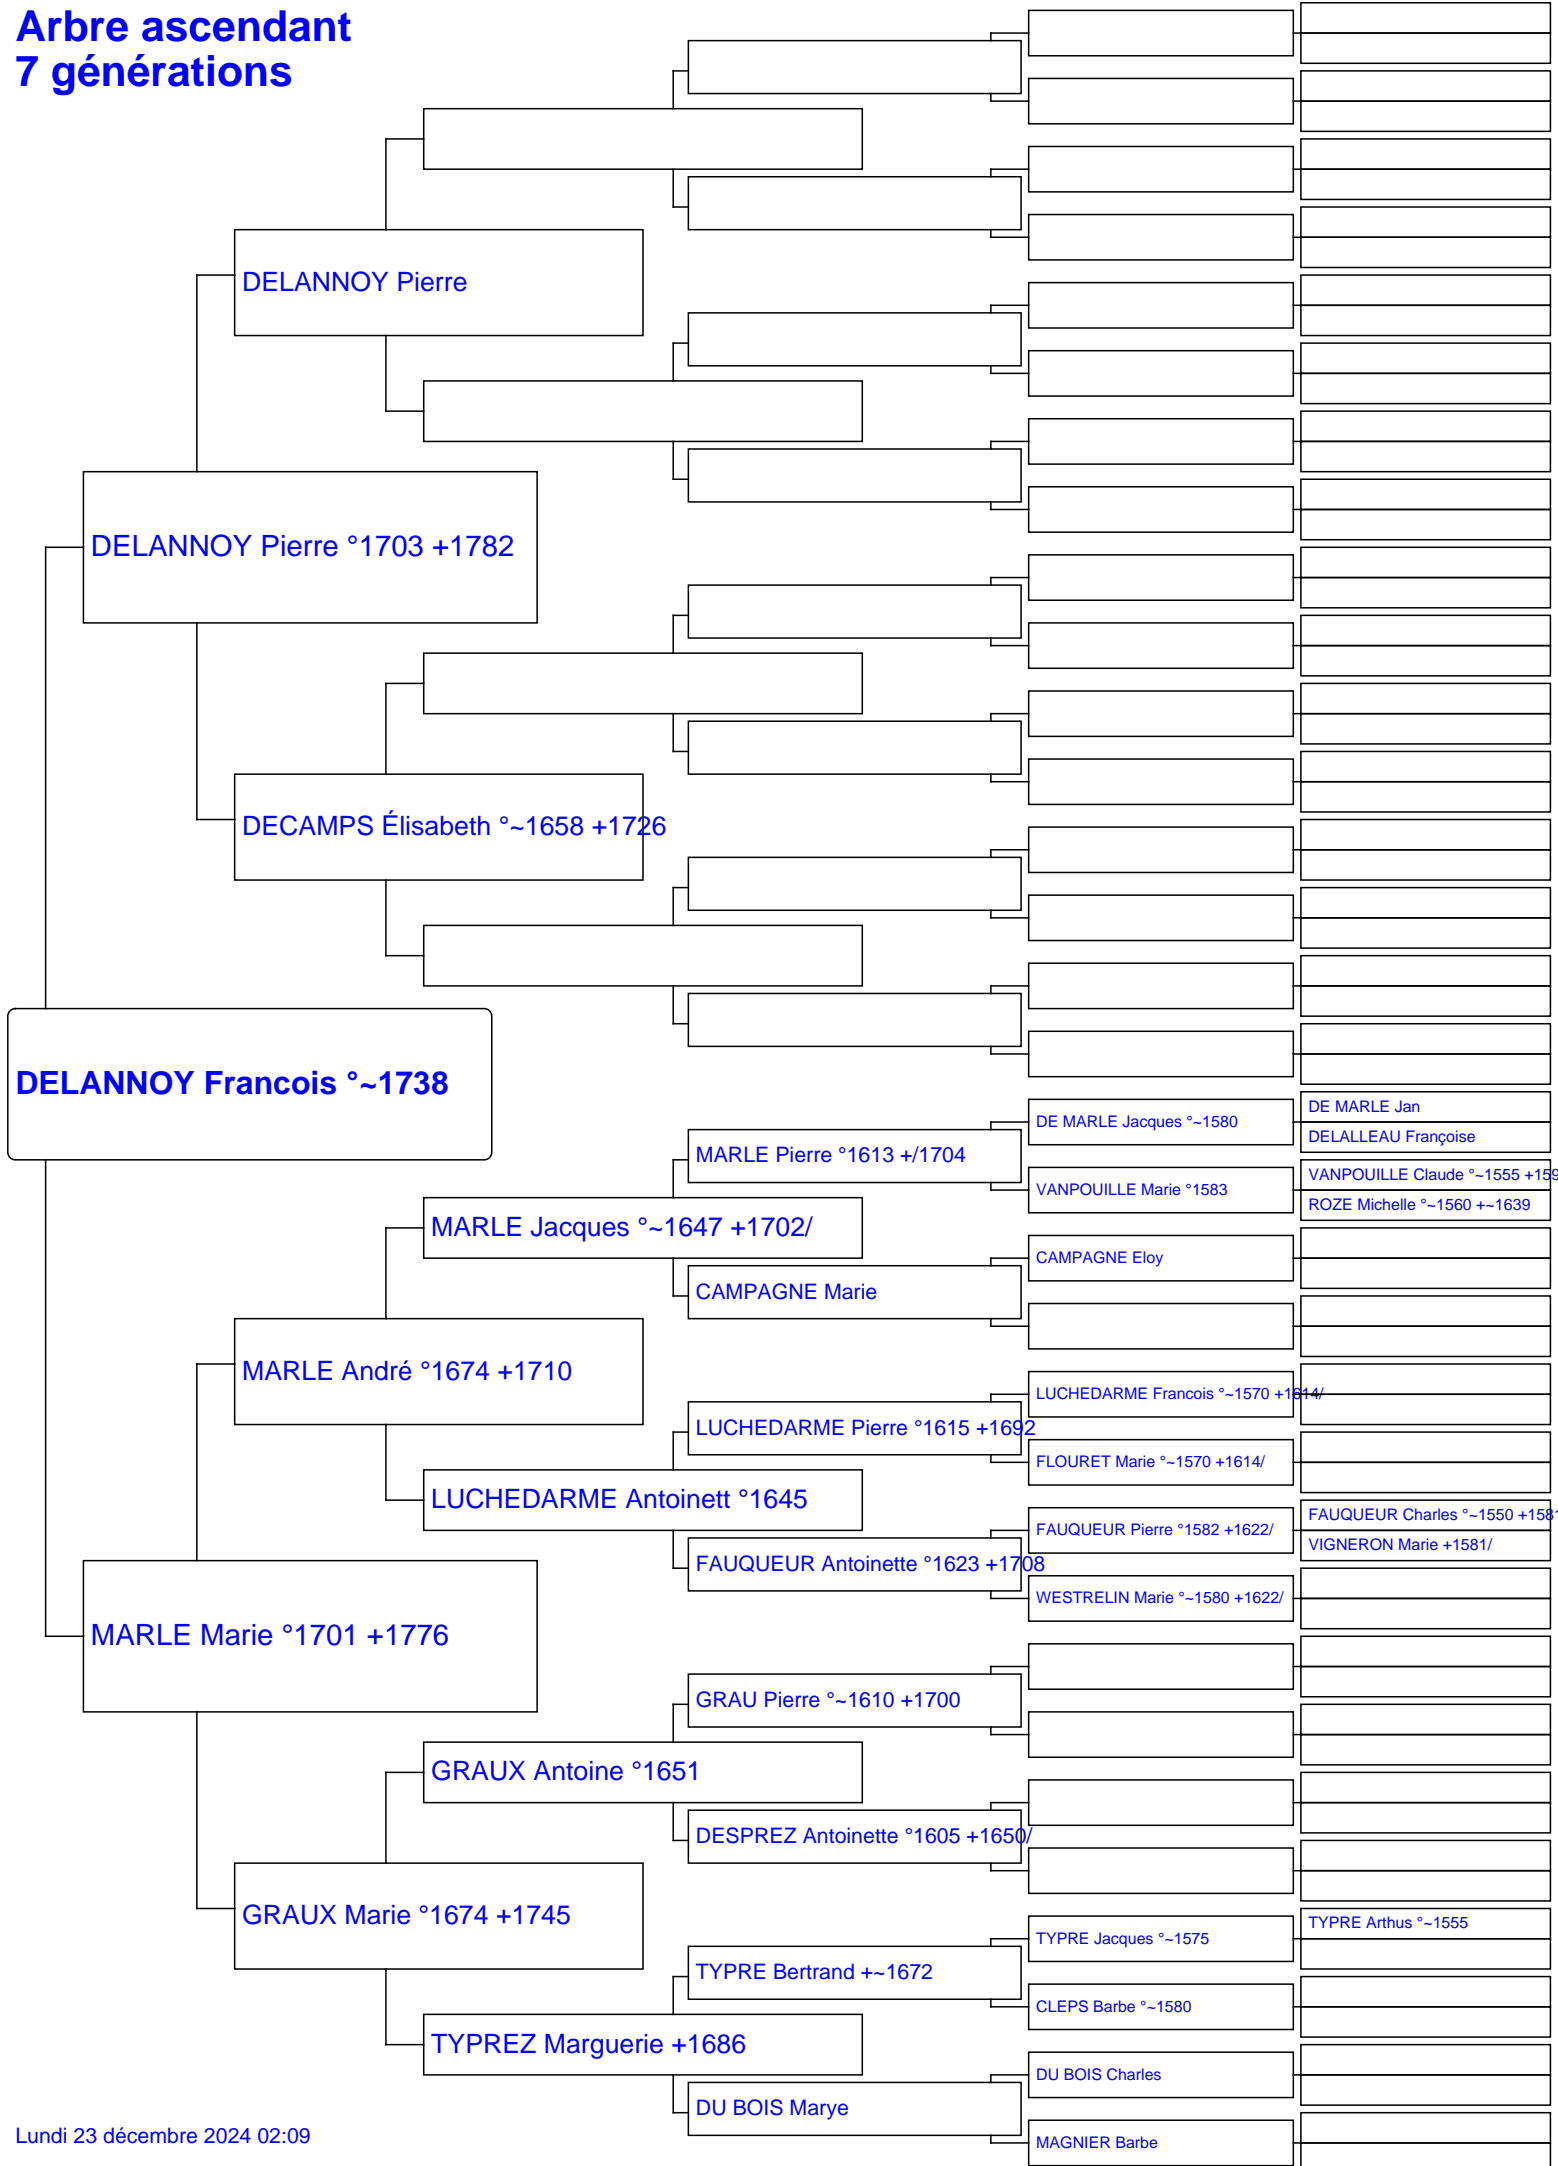 Arbre ascendant
7 générations
DELANNOY Pierre
DELANNOY Pierre °1703 +1782
DECAMPS Élisabeth °~1658 +1726
DELANNOY Francois °~1738
DE MARLE Jan
DE MARLE Jacques °~1580
DELALLEAU Françoise
MARLE Pierre °1613 +/1704
VANPOUILLE Claude °~1555 +159
VANPOUILLE Marie °1583
ROZE Michelle °~1560 +~1639
MARLE Jacques °~1647 +1702/
CAMPAGNE Eloy
CAMPAGNE Marie
MARLE André °1674 +1710
LUCHEDARME Francois °~1570 +1614/
LUCHEDARME Pierre °1615 +1692
FLOURET Marie °~1570 +1614/
LUCHEDARME Antoinett °1645
FAUQUEUR Charles °~1550 +1581
FAUQUEUR Pierre °1582 +1622/
VIGNERON Marie +1581/
FAUQUEUR Antoinette °1623 +1708
WESTRELIN Marie °~1580 +1622/
MARLE Marie °1701 +1776
GRAU Pierre °~1610 +1700
GRAUX Antoine °1651
DESPREZ Antoinette °1605 +1650/
GRAUX Marie °1674 +1745
TYPRE Arthus °~1555
TYPRE Jacques °~1575
TYPRE Bertrand +~1672
CLEPS Barbe °~1580
TYPREZ Marguerie +1686
DU BOIS Charles
DU BOIS Marye
MAGNIER Barbe
Lundi 23 décembre 2024 02:09